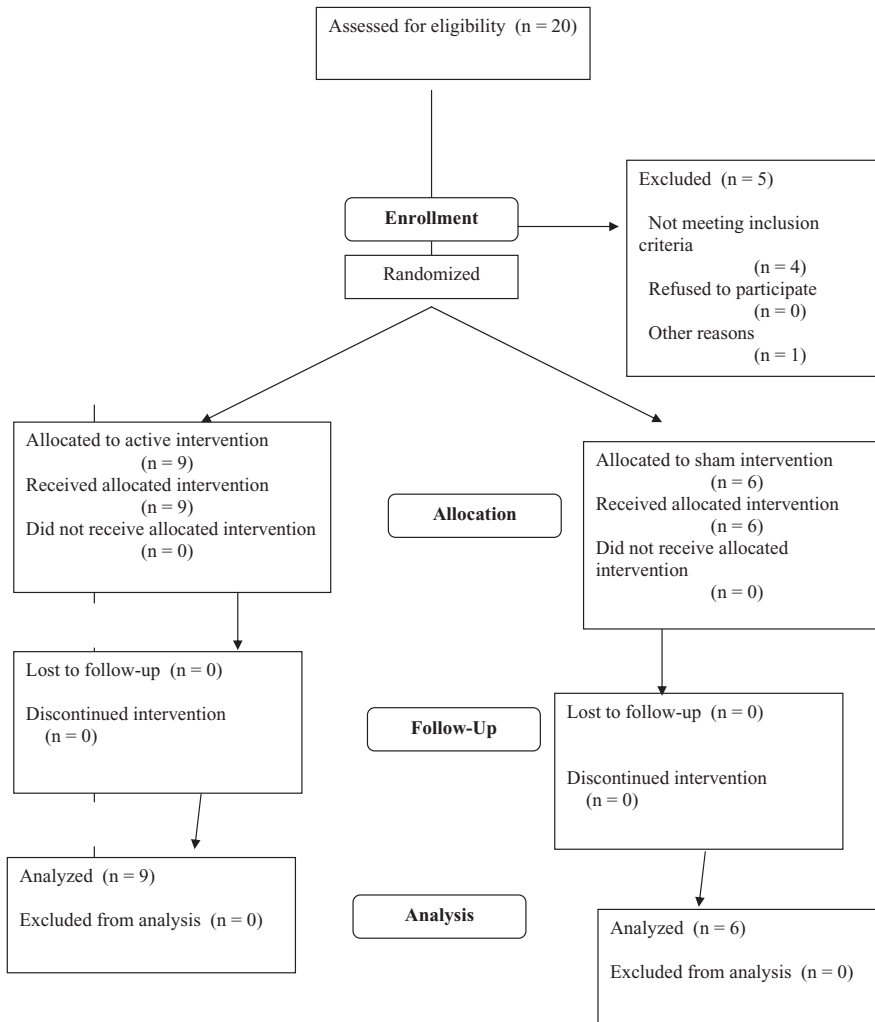 Assessed for eligibility (n = 20)
Excluded (n = 5)
Not meeting inclusion
criteria
(n = 4)
Refused to participate
(n = 0)
Other reasons
(n = 1)
Enrollment
Randomized
Allocated to active intervention
(n = 9)
Received allocated intervention
(n = 9)
Did not receive allocated intervention
(n = 0)
Allocation
Allocated to sham intervention
(n = 6)
Received allocated intervention
(n = 6)
Did not receive allocated
intervention
(n = 0)
Lost to follow-up (n = 0)
Discontinued intervention
(n = 0)
Follow-Up
Lost to follow-up (n = 0)
Discontinued intervention
(n = 0)
Analyzed (n = 9)
Excluded from analysis (n = 0)
Analysis
Analyzed (n = 6)
Excluded from analysis (n = 0)